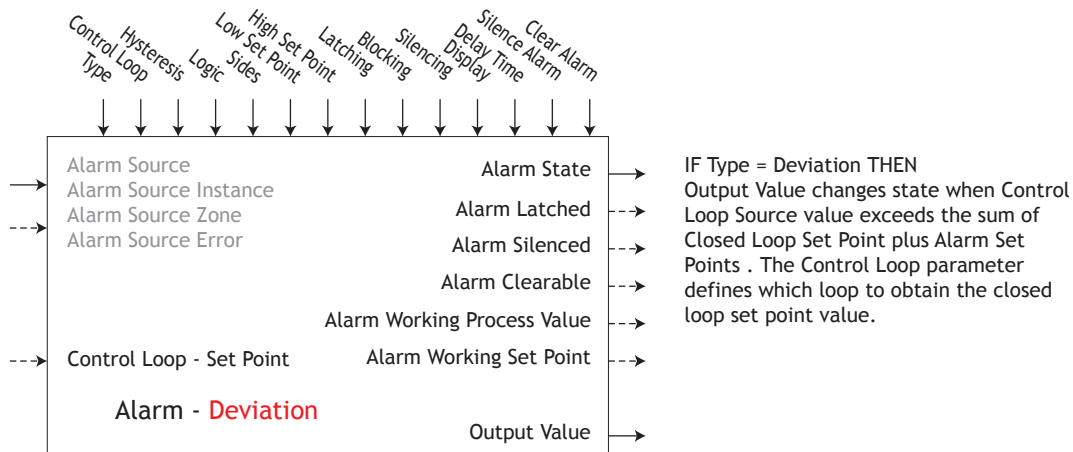 Type
Control Loop
Hysteresis
Logic
Sides
Low Set Point
High Set Point
Latching
Blocking
Silencing
Display
Delay Time
Silence Alarm
Clear Alarm
Alarm Source
Alarm Source Instance
Alarm Source Zone
Alarm Source Error
Control Loop - Set Point
Alarm - Deviation
Alarm State
Alarm Latched
Alarm Silenced
Alarm Clearable
Alarm Working Process Value
Alarm Working Set Point
Output Value
IF Type = Deviation THEN
Output Value changes state when Control
Loop Source value exceeds the sum of
Closed Loop Set Point plus Alarm Set
Points . The Control Loop parameter
defines which loop to obtain the closed
loop set point value.